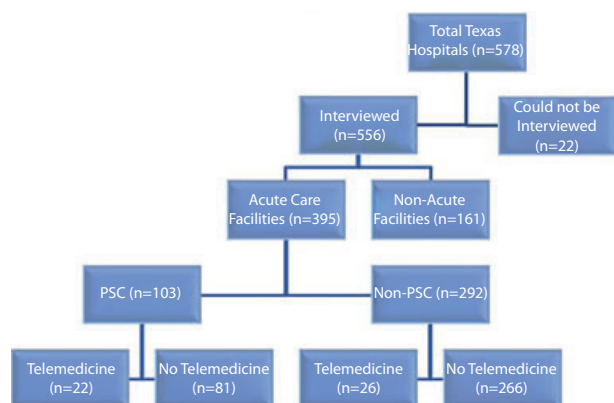 Total Texas
Hospitals (n=578)
Interviewed
(n=556)
Could not be
Interviewed
(n=22)
Acute Care
Facilities (n=395)
Non-Acute
Facilities (n=161)
PSC (n=103)
Non-PSC (n=292)
Telemedicine
(n=22)
No Telemedicine
(n=81)
Telemedicine
(n=26)
No Telemedicine
(n=266)